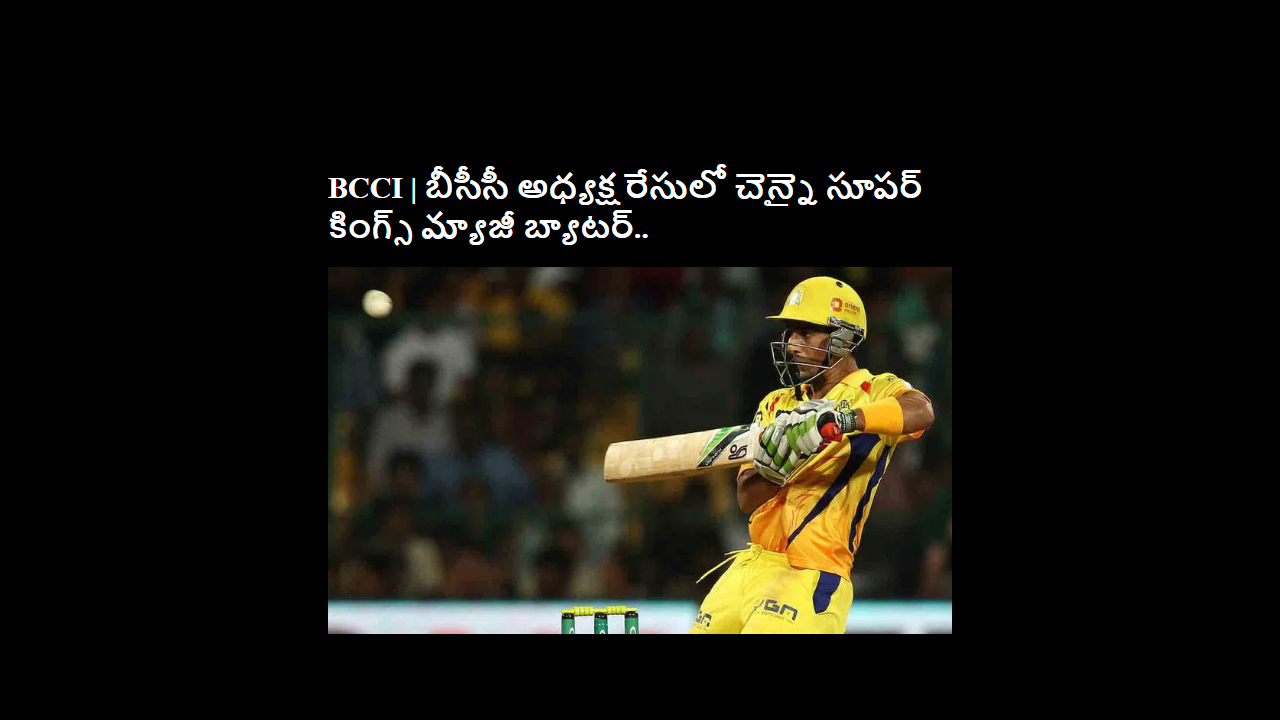 BCCI | బీసీసీ అధ్యక్ష రేసులో చెన్నై సూపర్
కింగ్స్ మ్యాజీ బ్యాటర్..